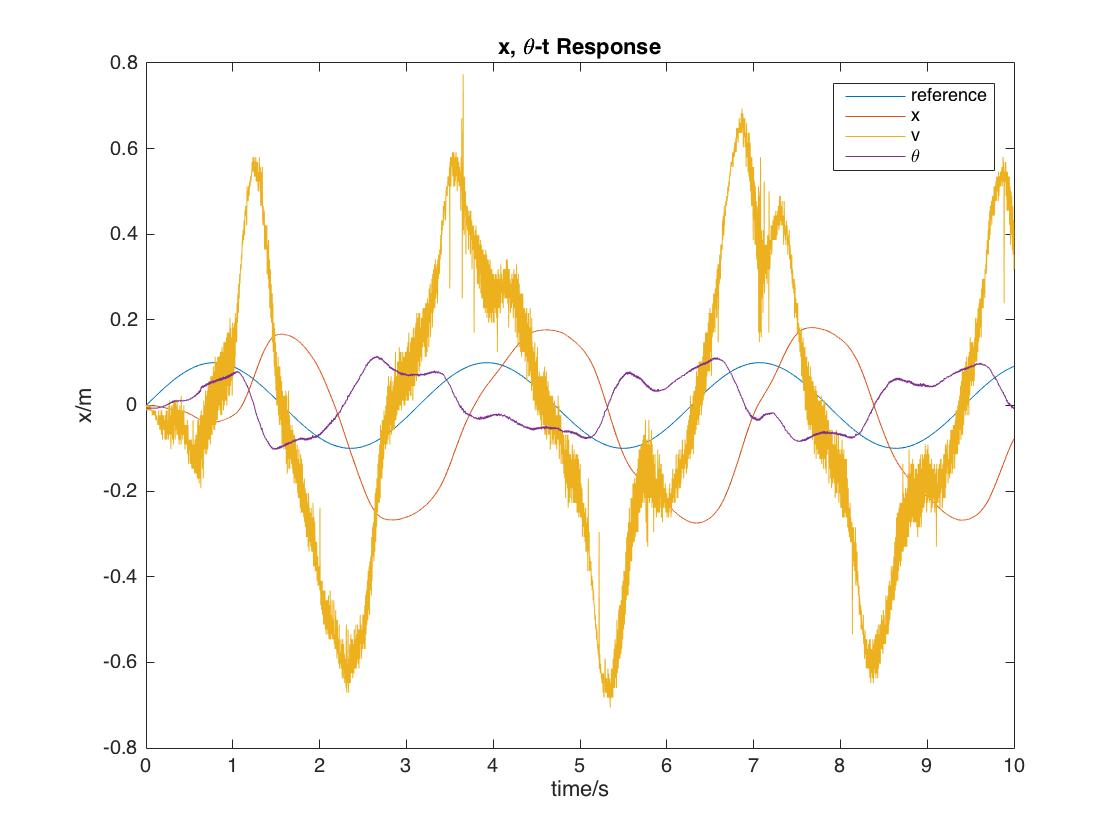 x, θ-t Response
0.8
0.6
0.4
0.2
0
-0.2
-0.4
-0.6
-0.8
x/m
reference
x
v
θ
0 1 2 3 4 5 6 7 8 9 10
time/s